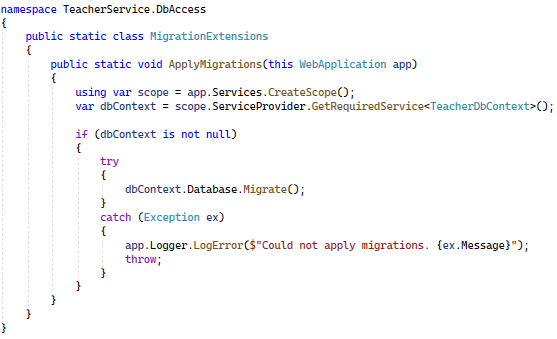 namespace TeacherService.DbAccess
{
    public static class MigrationExtensions
    {
        public static void ApplyMigrations(this WebApplication app)
        {
            using var scope = app.Services.CreateScope();
            var dbContext = scope.ServiceProvider.GetRequiredService<TeacherDbContext>();

            if (dbContext is not null)
            {
                try
                {
                    dbContext.Database.Migrate();
                }
                catch (Exception ex)
                {
                    app.Logger.LogError($"Could not apply migrations. {ex.Message}");
                    throw;
                }
            }
        }
    }
}